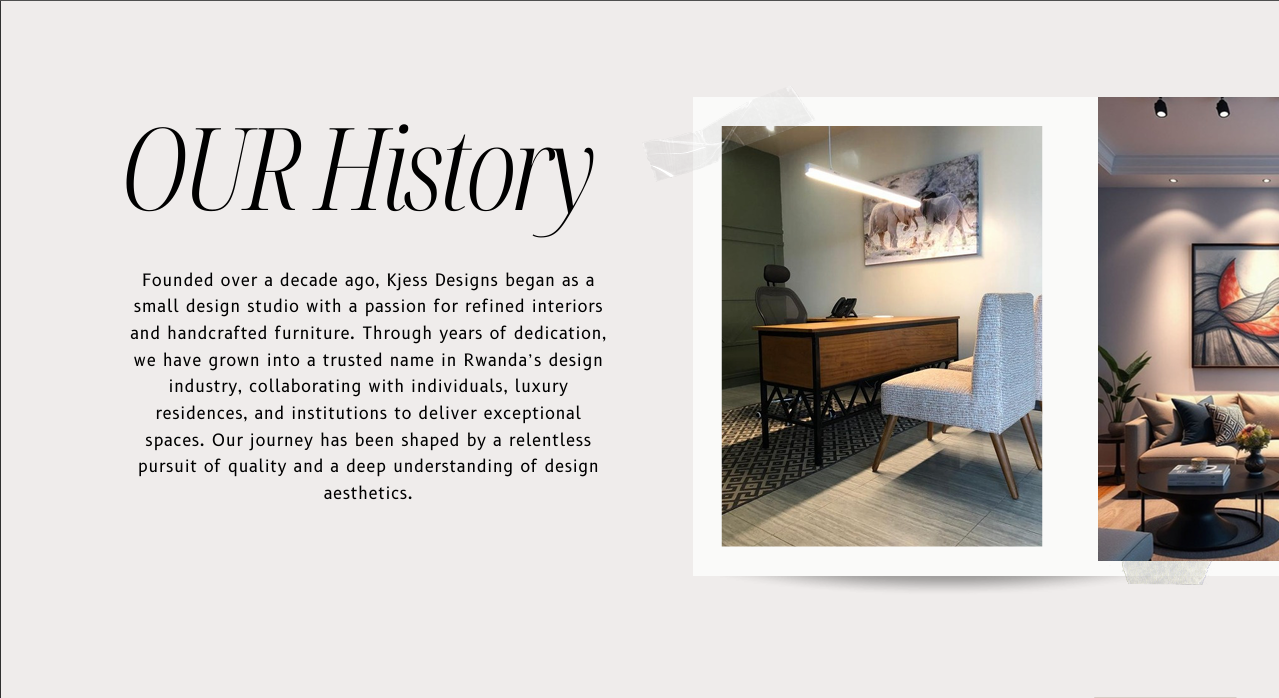 OUR History
Founded over a decade ago, Kjess Designs began as a
small design studio with a passion for refined interiors
and handcrafted furniture. Through years of dedication,
we have grown into a trusted name in Rwanda’s design
industry, collaborating with individuals, luxury
residences, and institutions to deliver exceptional
spaces. Our journey has been shaped by a relentless
pursuit of quality and a deep understanding of design
aesthetics.